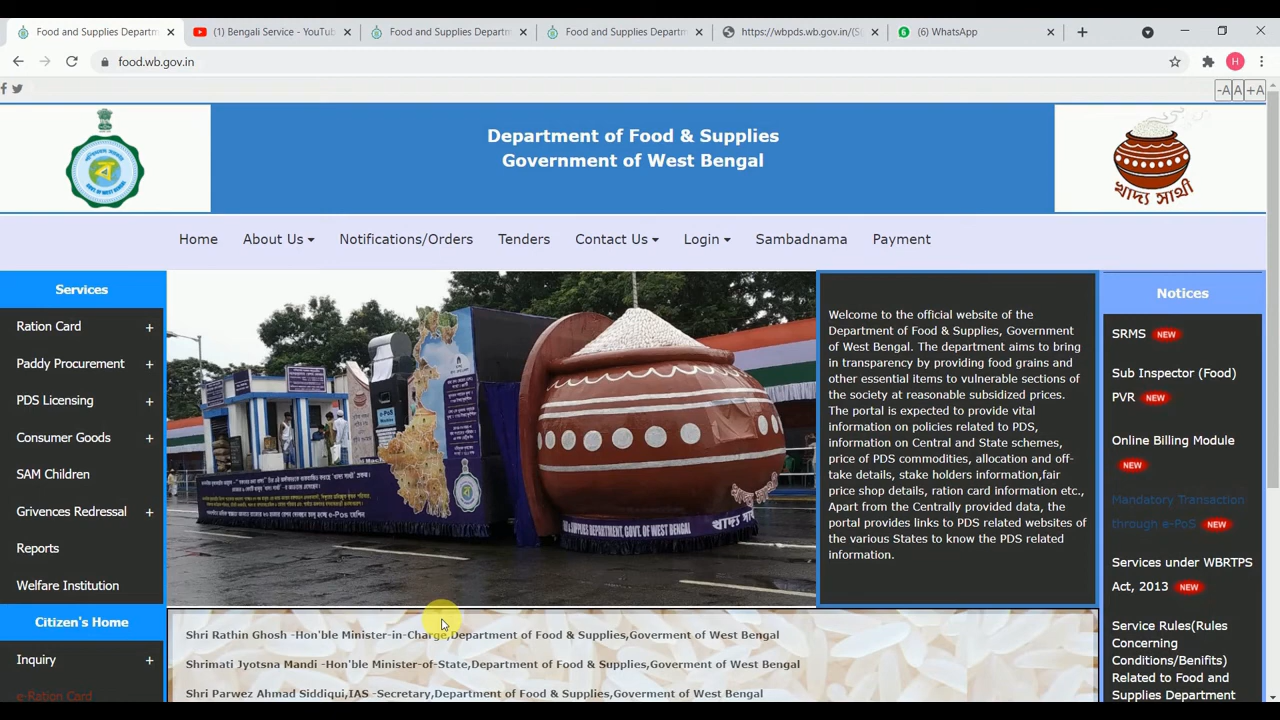 Food and Supplies Departm
(1) Bengali Service - YouTub
Food and Supplies Departm
Food and Supplies Departm
https://wbpds.wb.gov.in/(S(
(6) WhatsApp
food.wb.gov.in
H
-A A +A
Department of Food & Supplies
Government of West Bengal
খাদ্য সাথী
Home
About Us
Notifications/Orders
Tenders
Contact Us
Login
Sambadnama
Payment
Services
Ration Card +
Paddy Procurement +
PDS Licensing +
Consumer Goods +
SAM Children
Grivences Redressal +
Reports
Welfare Institution
Citizen's Home
Inquiry +
e-Ration Card
e-PoS
& SUPPLIES DEPARTMENT, GOVT. OF WEST BENGAL
খাদ্য সাথী
Welcome to the official website of the
Department of Food & Supplies, Government
of West Bengal. The department aims to bring
in transparency by providing food grains and
other essential items to vulnerable sections of
the society at reasonable subsidized prices.
The portal is expected to provide vital
information on policies related to PDS,
information on Central and State schemes,
price of PDS commodities, allocation and off-
take details, stake holders information,fair
price shop details, ration card information etc.,
Apart from the Centrally provided data, the
portal provides links to PDS related websites of
the various States to know the PDS related
information.
Notices
SRMS NEW
Sub Inspector (Food)
PVR NEW
Online Billing Module
NEW
Mandatory Transaction
through e-PoS NEW
Services under WBRTPS
Act, 2013 NEW
Service Rules(Rules
Concerning
Conditions/Benifits)
Related to Food and
Supplies Department
Shri Rathin Ghosh -Hon'ble Minister-in-Charge,Department of Food & Supplies,Goverment of West Bengal
Shrimati Jyotsna Mandi -Hon'ble Minister-of-State,Department of Food & Supplies,Goverment of West Bengal
Shri Parwez Ahmad Siddiqui,IAS -Secretary,Department of Food & Supplies,Goverment of West Bengal